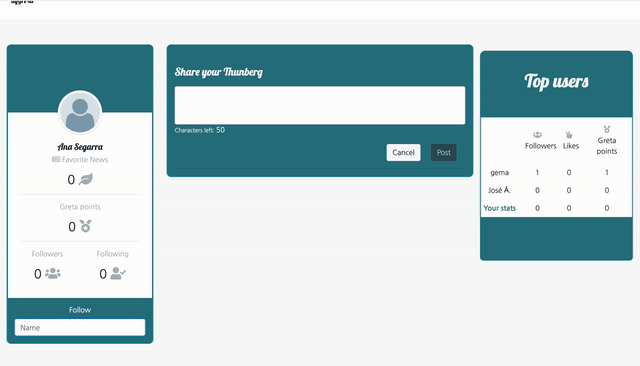 Ana Segarra
Favorite News
0
Greta points
0
Followers Following
0 0
Follow
Name
Share your Thunberg
Characters left: 50
Cancel Post
Top users
Followers Likes Greta points
gema 1 0 1
José Á. 0 0 0
Your stats 0 0 0